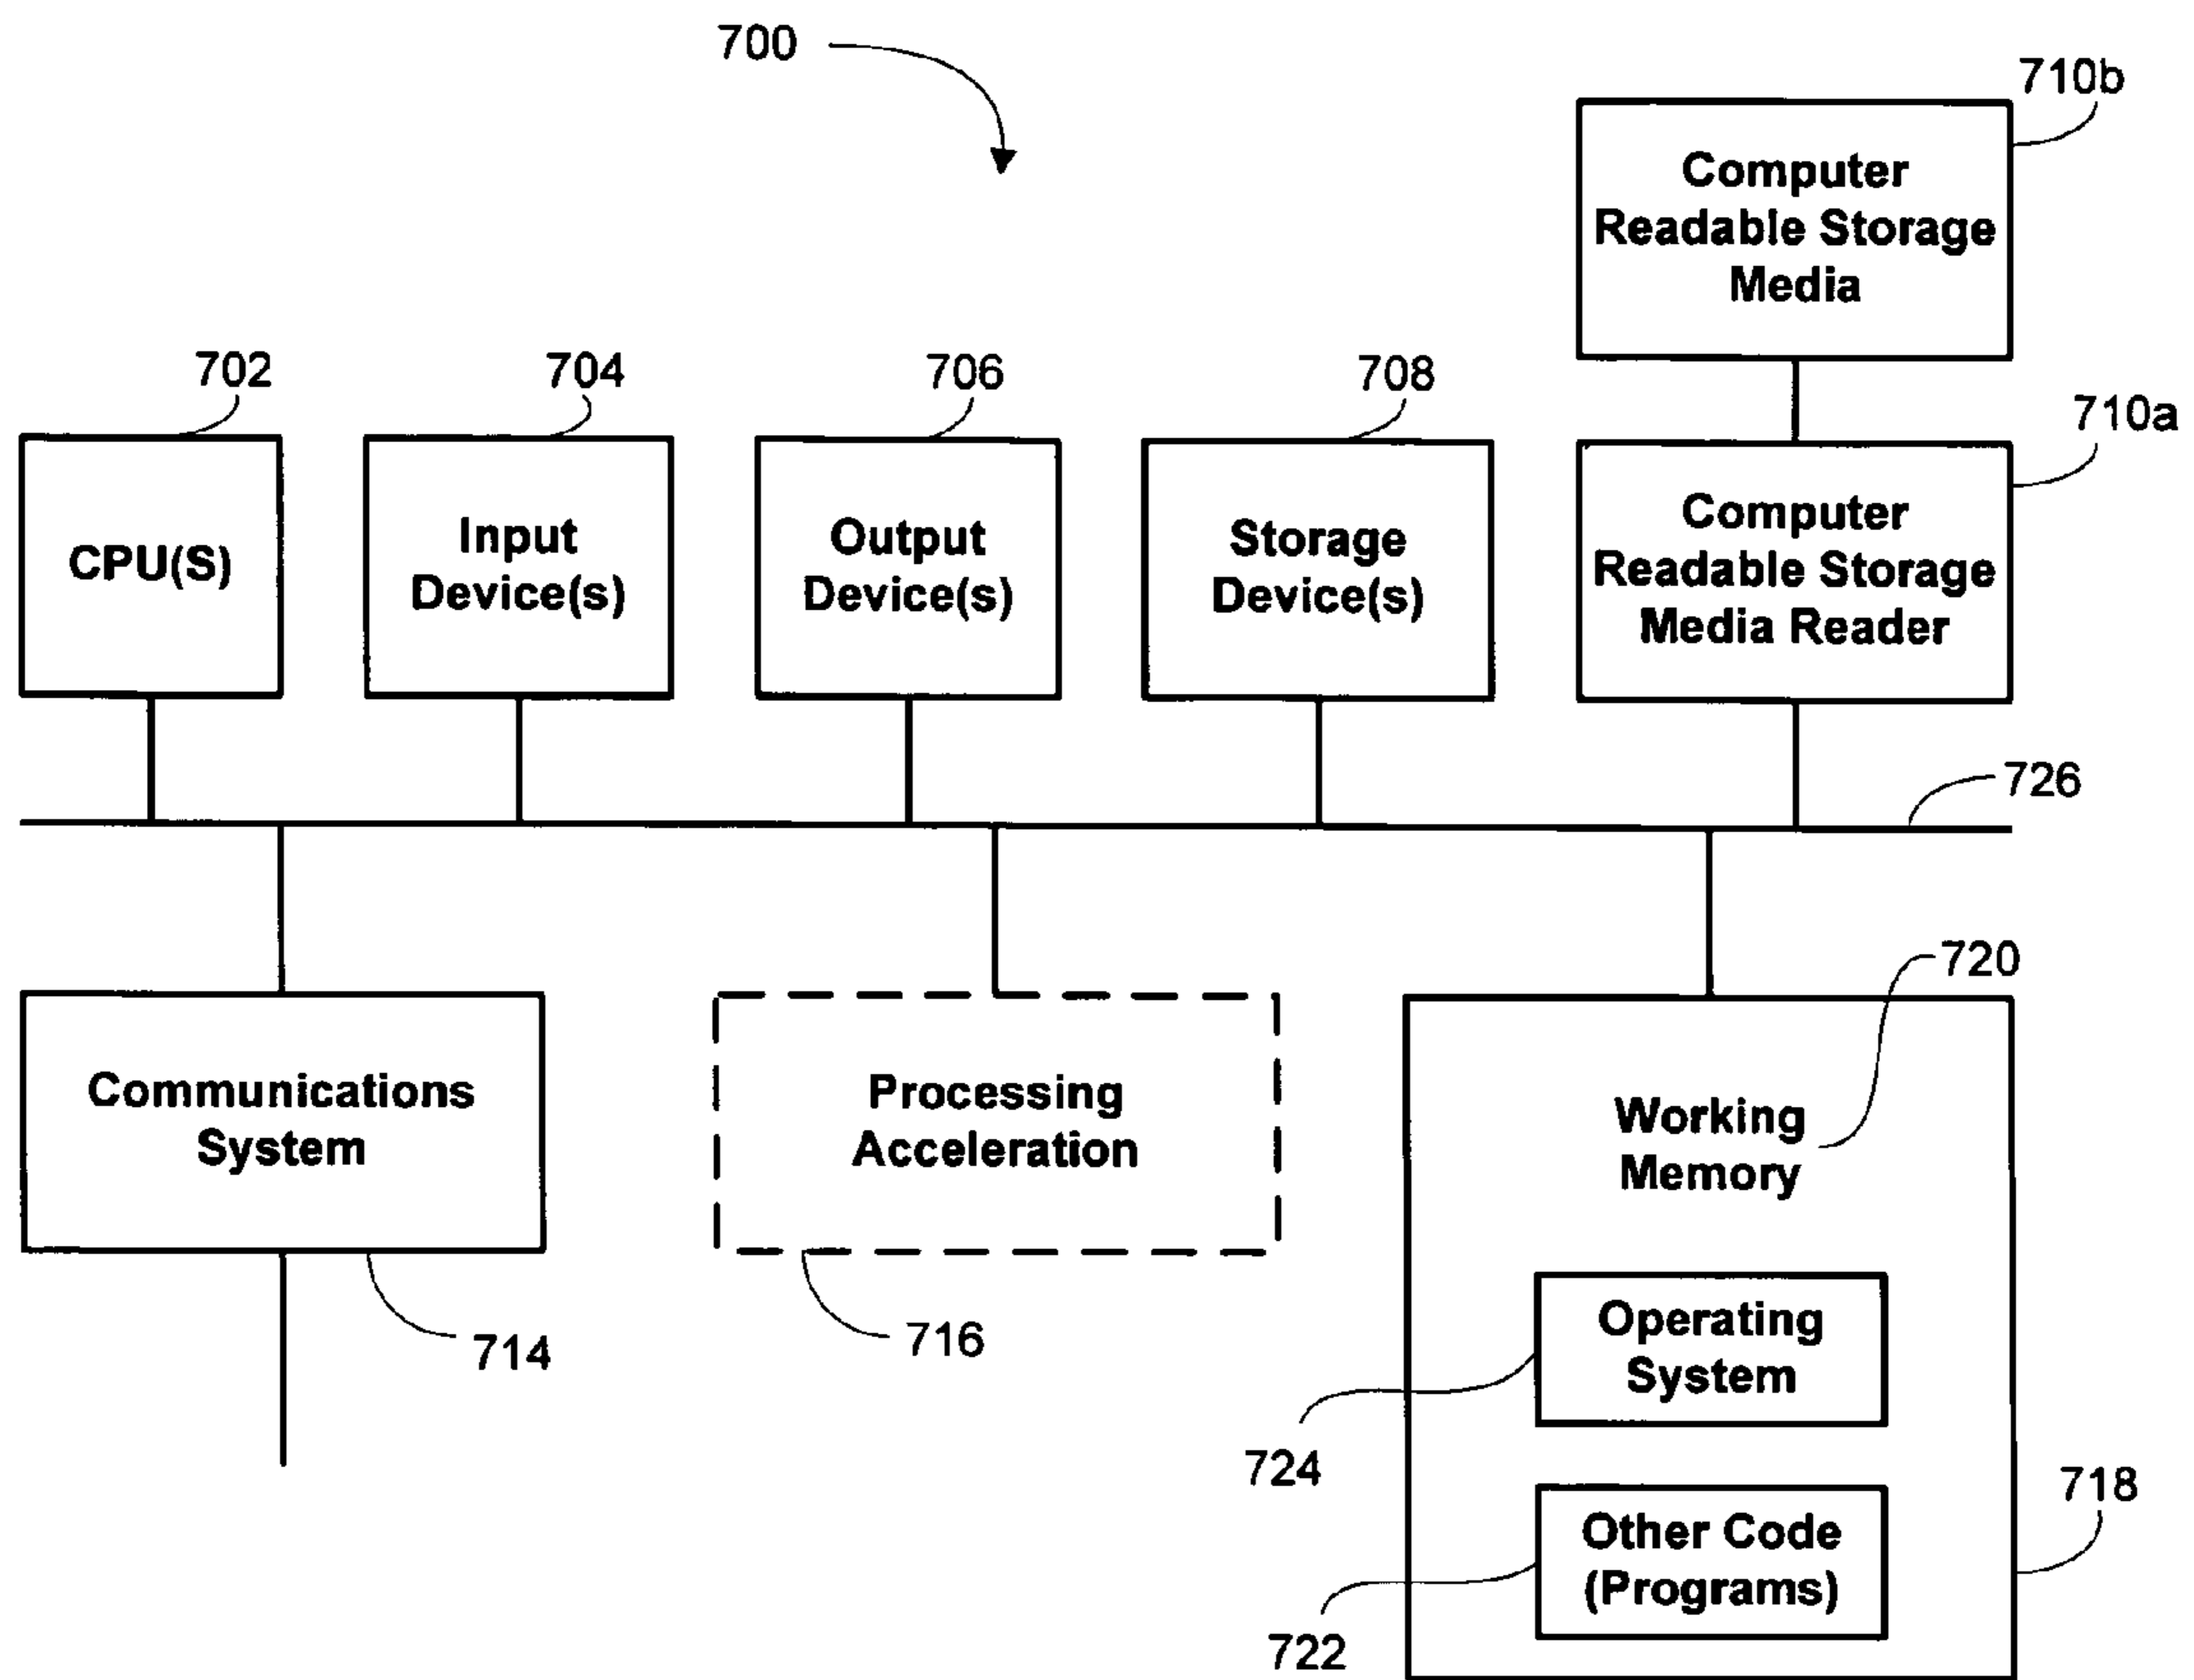 700
710b
Computer
Readable Storage
Media
702
704
706
708
710a
CPU(S)
Input
Device(s)
Output
Device(s)
Storage
Device(s)
Computer
Readable Storage
Media Reader
726
720
Communications
System
Processing
Acceleration
Working
Memory
714
716
Operating
System
724
718
Other Code
(Programs)
722